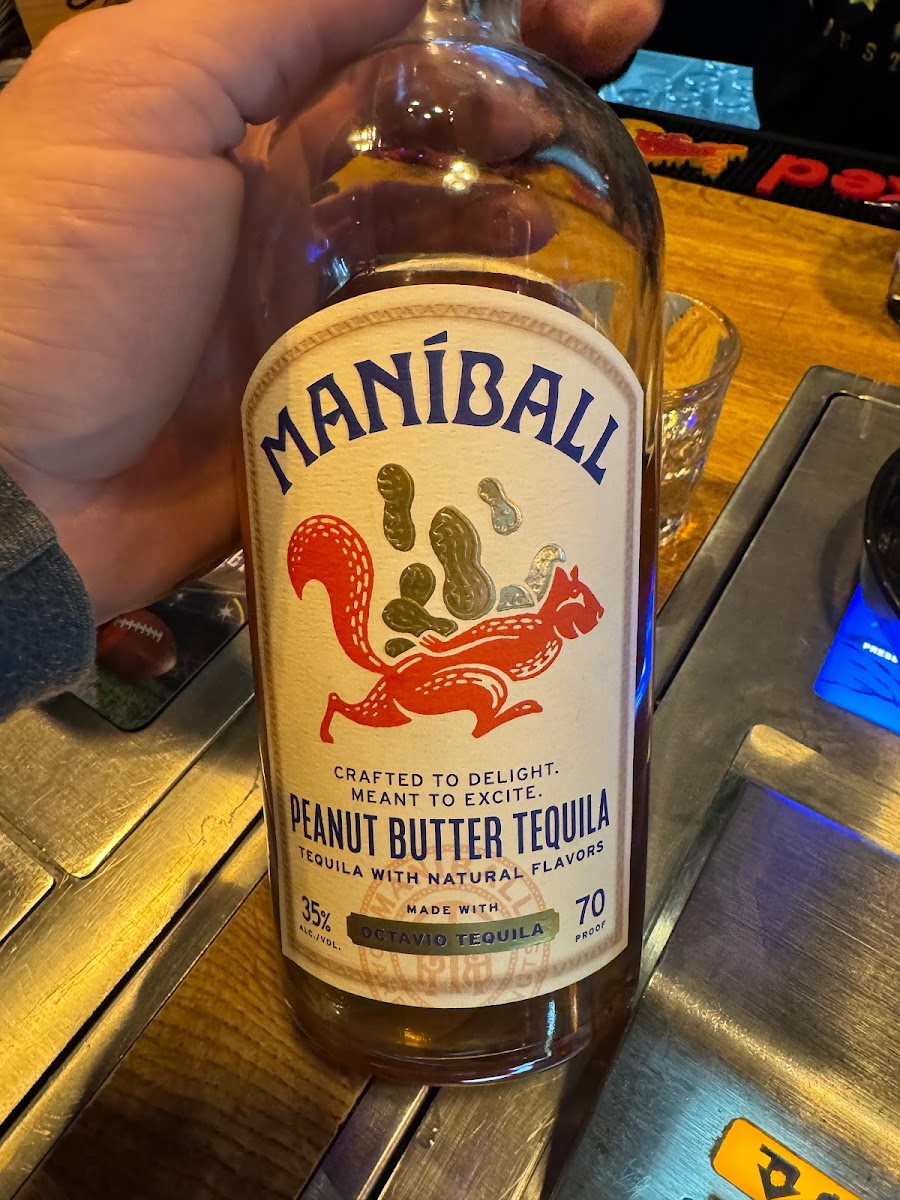 MANÍBALL
CRAFTED TO DELIGHT.
MEANT TO EXCITE.
PEANUT BUTTER TEQUILA
TEQUILA WITH NATURAL FLAVORS
MADE WITH
OCTAVIO TEQUILA
35%
ALC./VOL.
70
PROOF
PRESS